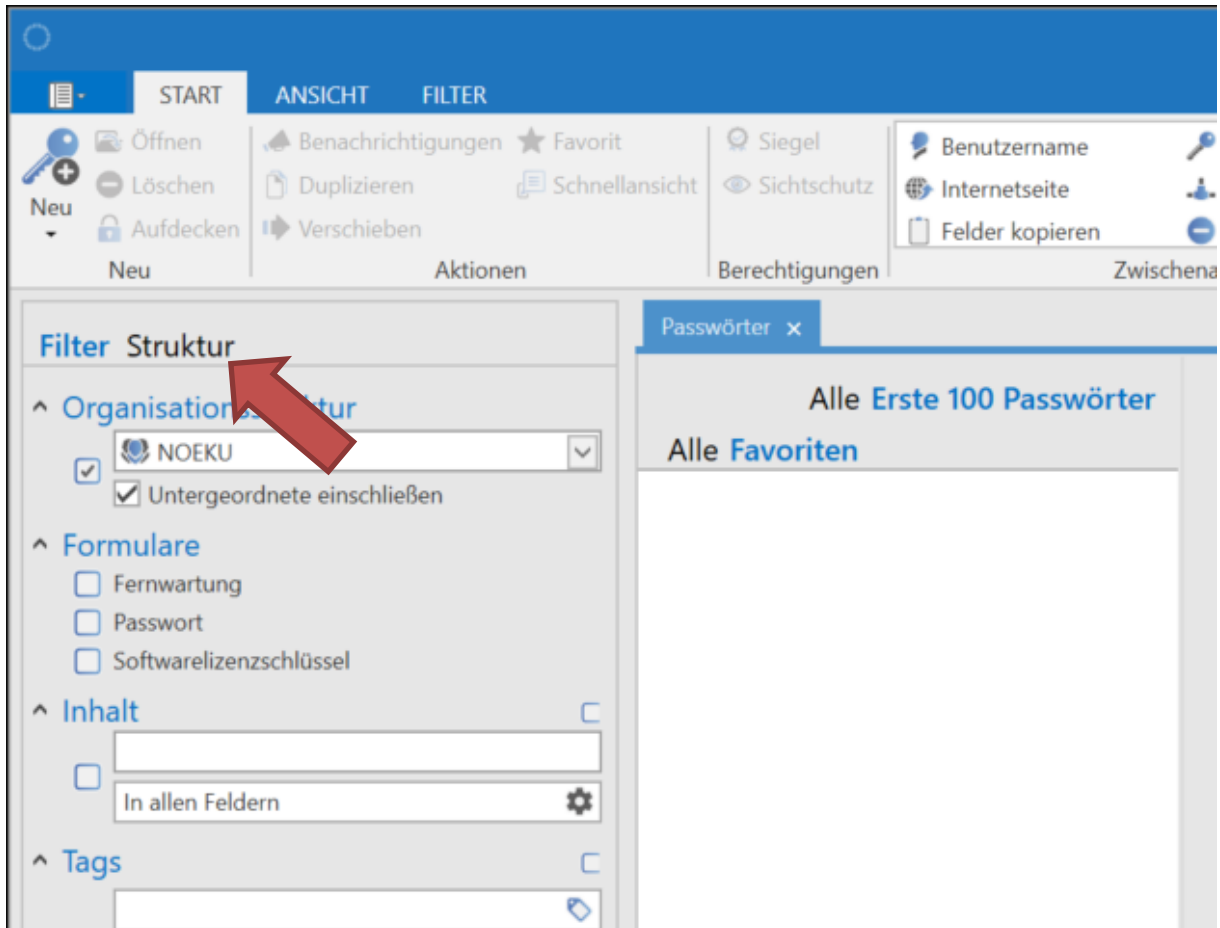 START ANSICHT FILTER
Öffnen Benachrichtigungen Favorit Siegel Benutzername
Löschen Duplizieren Schnellansicht Sichtschutz Internetseite
Neu
Aufdecken Verschieben Felder kopieren
Neu Aktionen Berechtigungen
Filter Struktur
Passwörter
Organisationsstruktur
NOEKU
Untergeordnete einschließen
Formulare
Fernwartung
Passwort
Softwarelizenzschlüssel
Inhalt
In allen Feldern
Tags
Alle Erste 100 Passwörter
Alle Favoriten